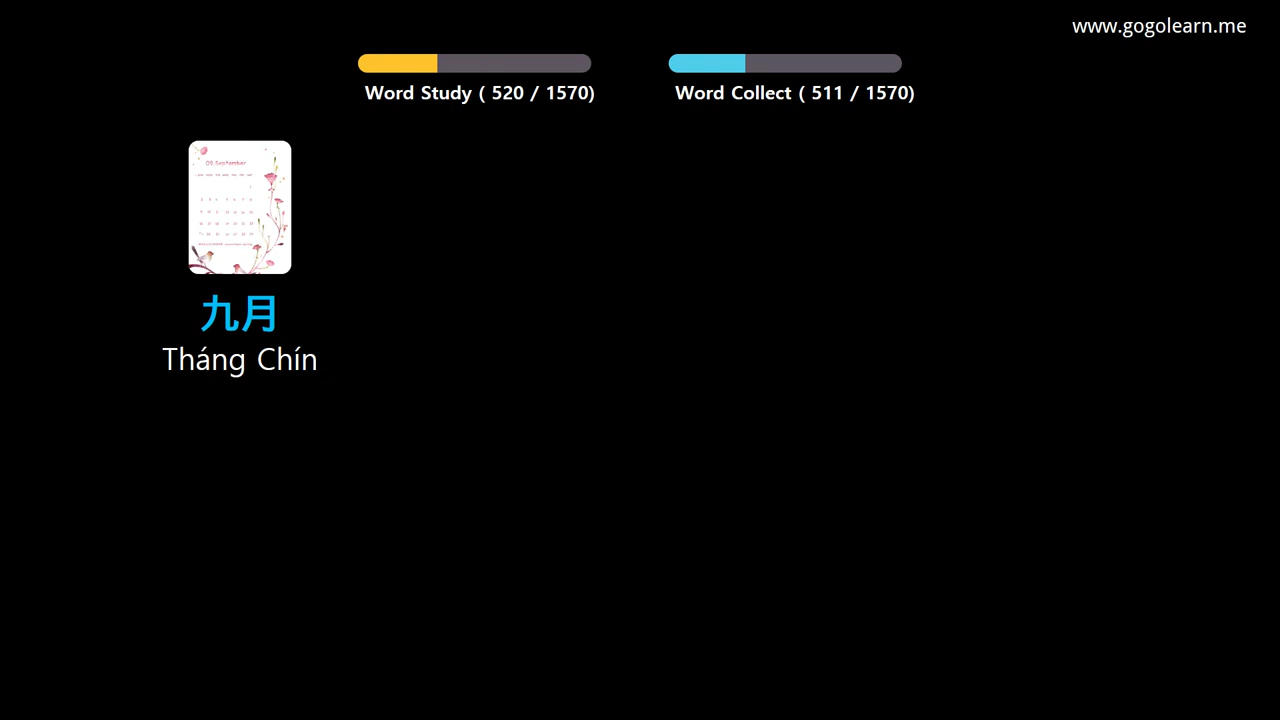 www.gogolearn.me
Word Study ( 520 / 1570)
Word Collect ( 511 / 1570)
09 September
九月
Tháng Chín